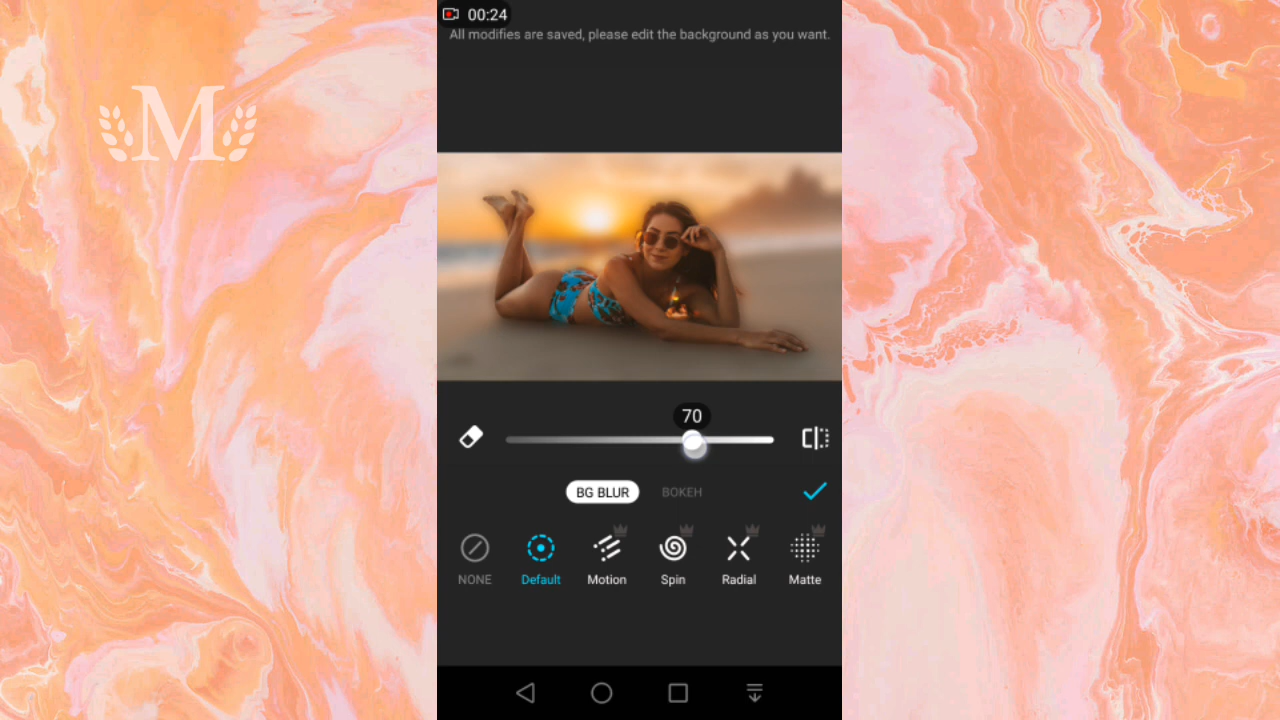 00:24
All modifies are saved, please edit the background as you want.
M
70
BG BLUR BOKEH
NONE Default Motion Spin Radial Matte